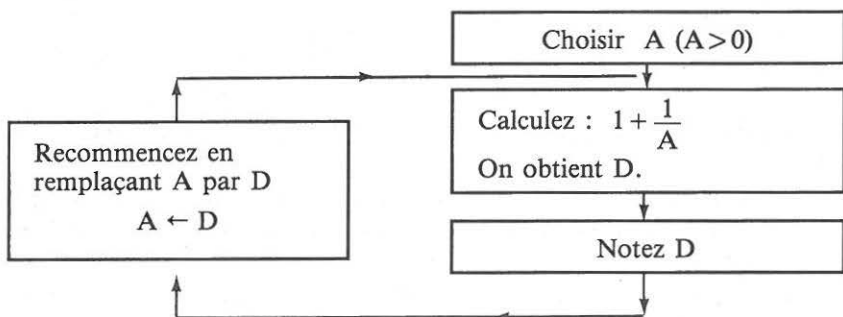 Choisir A (A>0)
Calculez : 1 + 1/A
On obtient D.
Notez D
Recommencez en
remplaçant A par D
A ← D